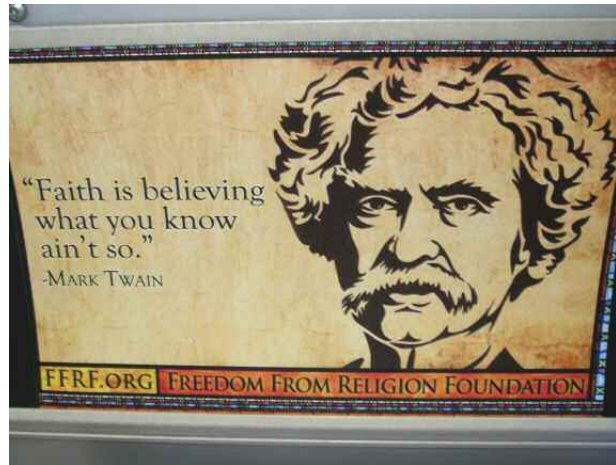 “Faith is believing
what you know
ain't so.”
-MARK TWAIN
FFRF.ORG FREEDOM FROM RELIGION FOUNDATION